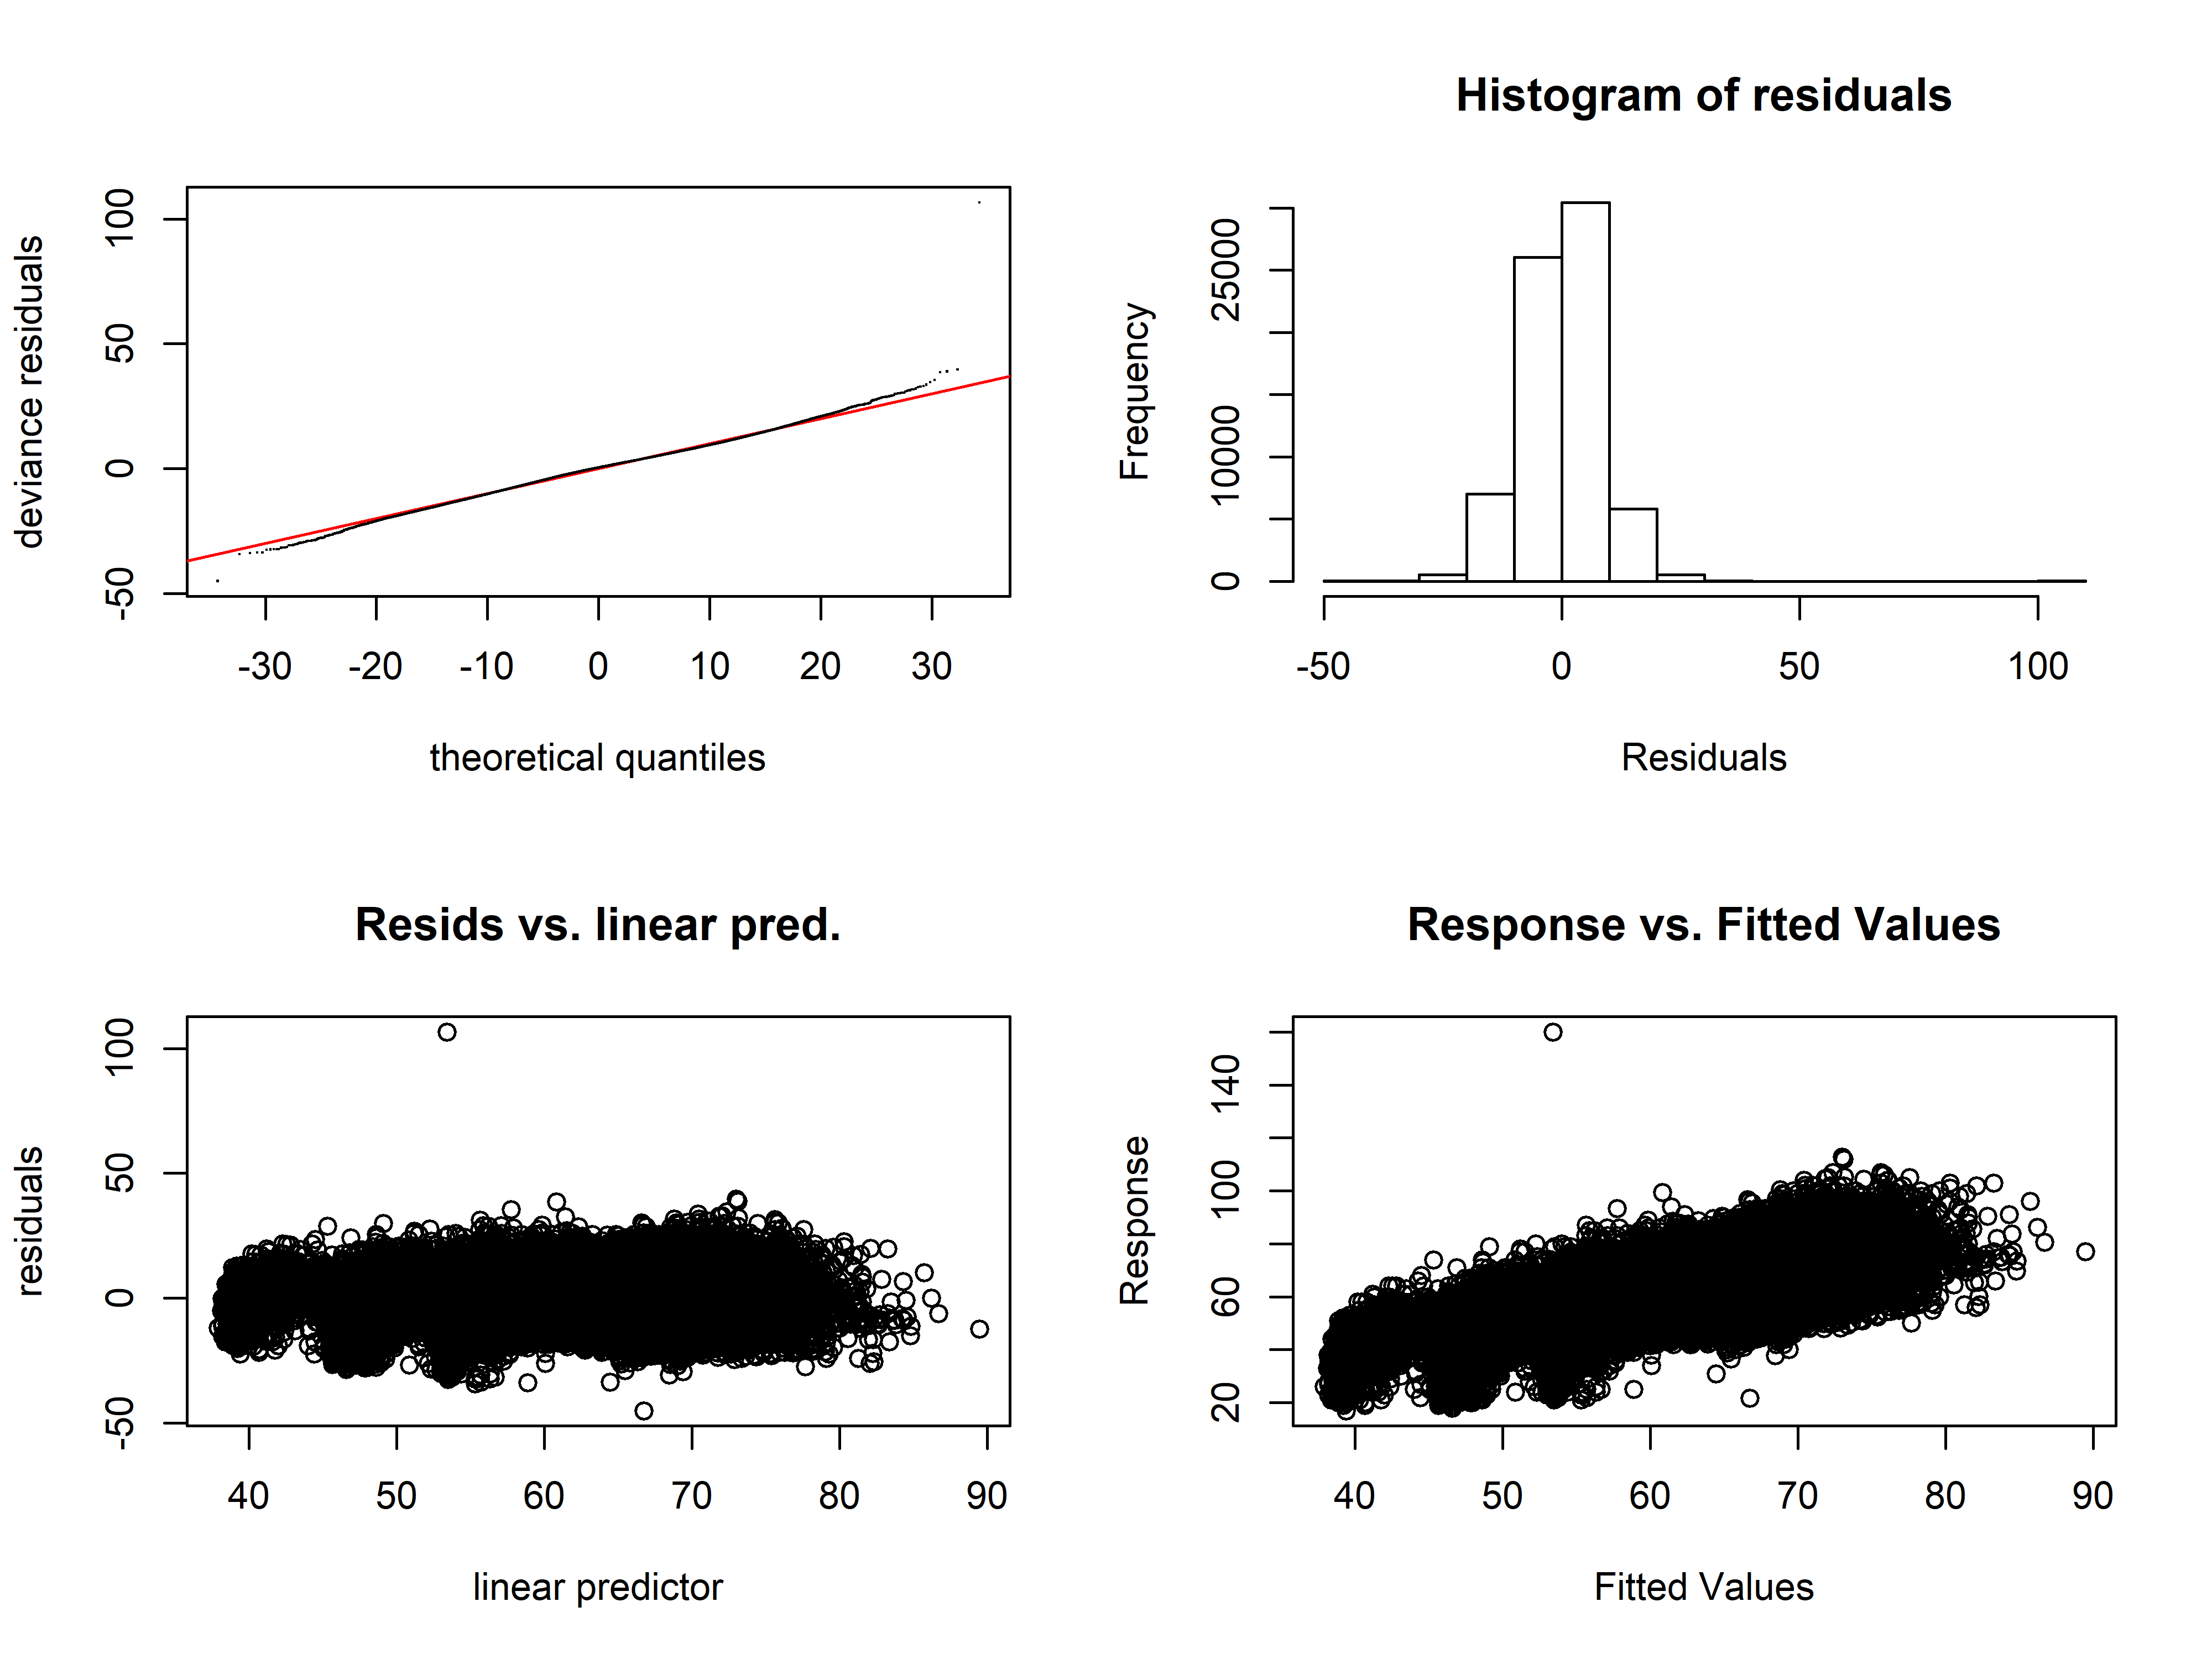 Histogram of residuals
deviance residuals
-50 0 50 100
-30 -20 -10 0 10 20 30
theoretical quantiles
Frequency
0 10000 25000
-50 0 50 100
Residuals
Resids vs. linear pred.
residuals
-50 0 50 100
40 50 60 70 80 90
linear predictor
Response vs. Fitted Values
Response
20 60 100 140
40 50 60 70 80 90
Fitted Values